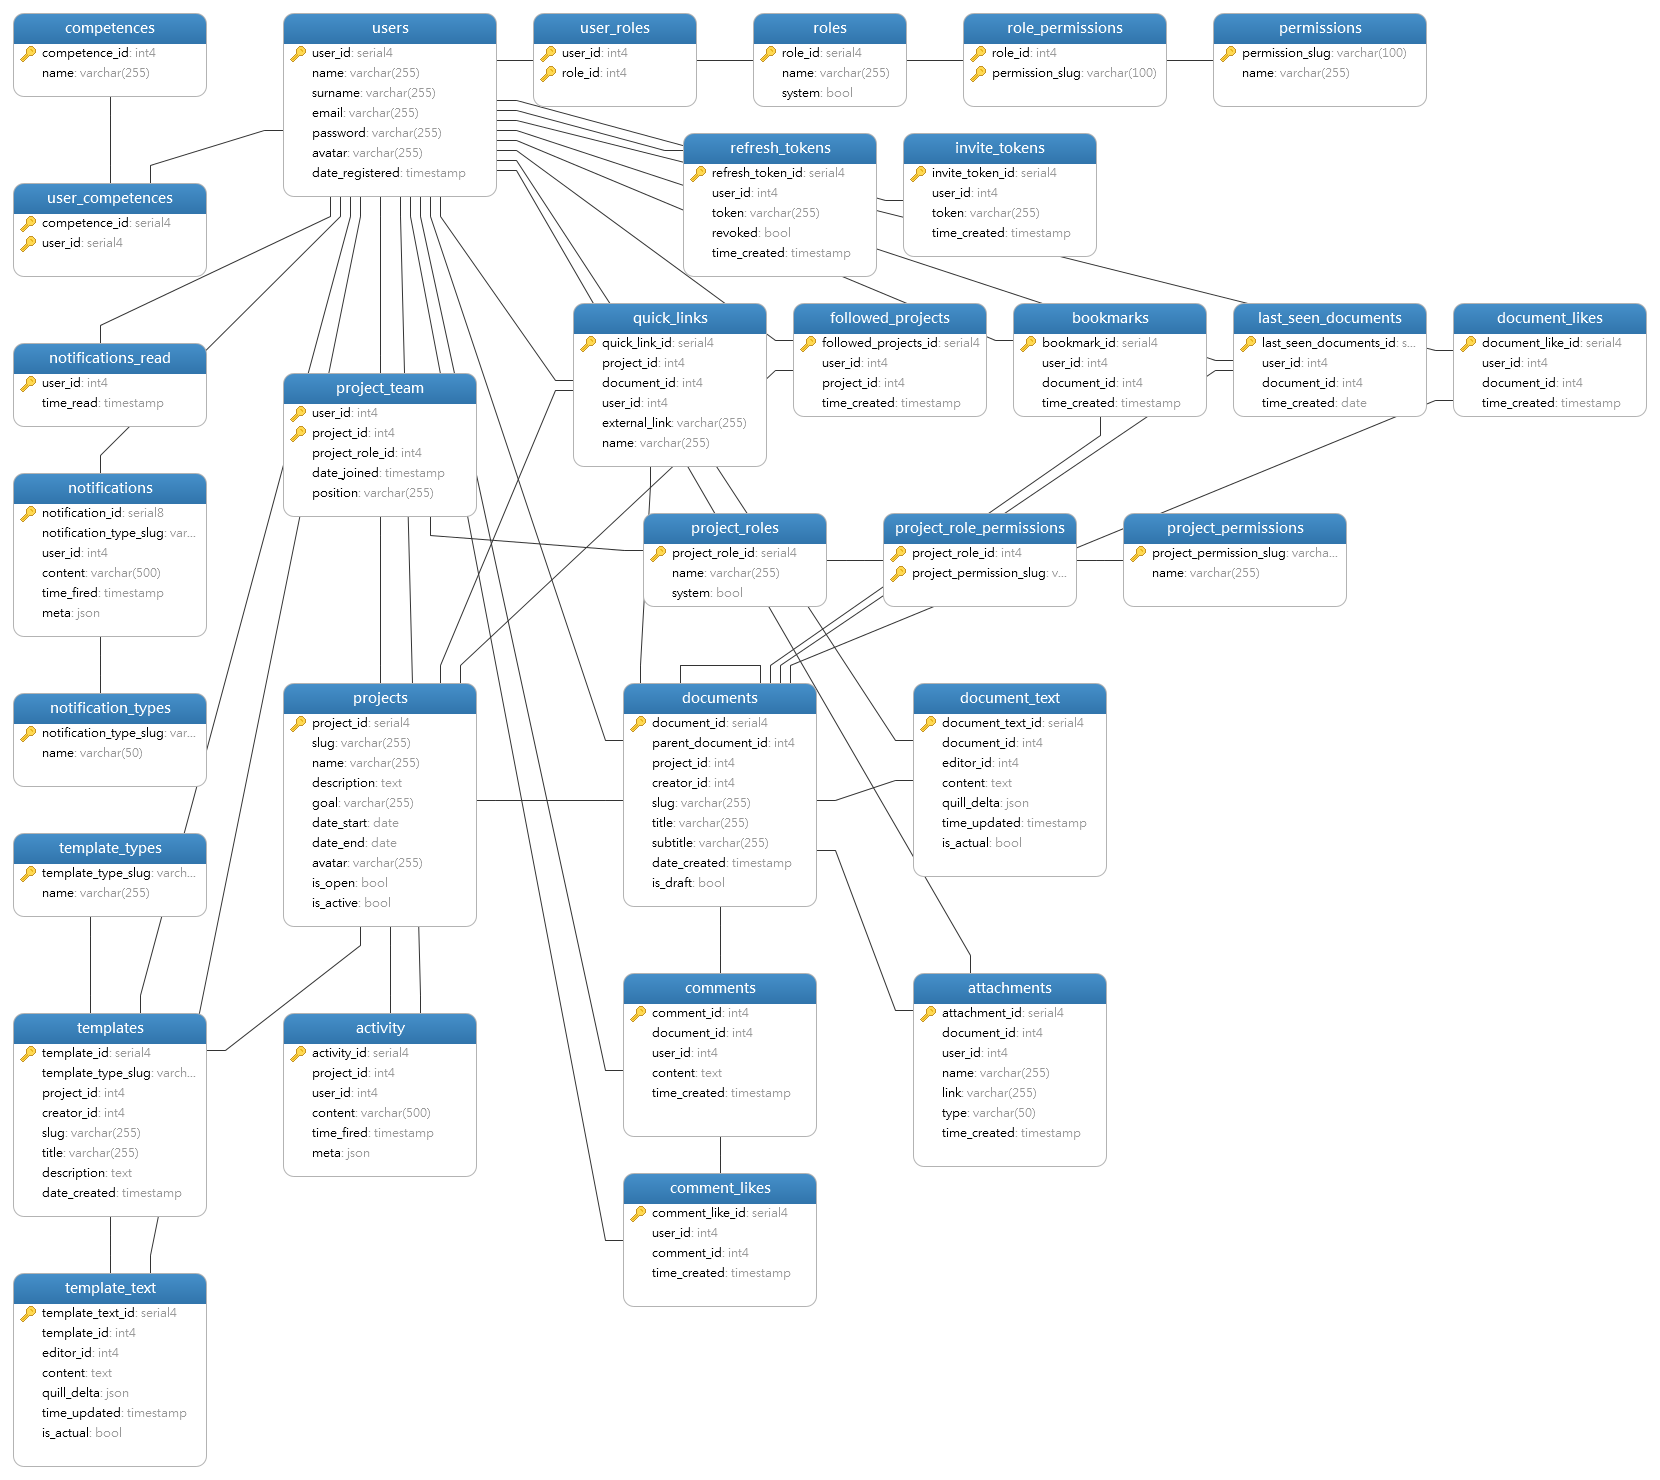 competences
competence_id: int4
name: varchar(255)
users
user_id: serial4
name: varchar(255)
surname: varchar(255)
email: varchar(255)
password: varchar(255)
avatar: varchar(255)
date_registered: timestamp
user_roles
user_id: int4
role_id: int4
roles
role_id: serial4
name: varchar(255)
system: bool
role_permissions
role_id: int4
permission_slug: varchar(100)
permissions
permission_slug: varchar(100)
name: varchar(255)
refresh_tokens
refresh_token_id: serial4
user_id: int4
token: varchar(255)
revoked: bool
time_created: timestamp
invite_tokens
invite_token_id: serial4
user_id: int4
token: varchar(255)
time_created: timestamp
user_competences
competence_id: serial4
user_id: serial4
quick_links
quick_link_id: serial4
project_id: int4
document_id: int4
user_id: int4
external_link: varchar(255)
name: varchar(255)
followed_projects
followed_projects_id: serial4
user_id: int4
project_id: int4
time_created: timestamp
bookmarks
bookmark_id: serial4
user_id: int4
document_id: int4
time_created: timestamp
last_seen_documents
last_seen_documents_id: s...
user_id: int4
document_id: int4
time_created: date
document_likes
document_like_id: serial4
user_id: int4
document_id: int4
time_created: timestamp
notifications_read
user_id: int4
time_read: timestamp
project_team
user_id: int4
project_id: int4
project_role_id: int4
date_joined: timestamp
position: varchar(255)
notifications
notification_id: serial8
notification_type_slug: var...
user_id: int4
content: varchar(500)
time_fired: timestamp
meta: json
project_roles
project_role_id: serial4
name: varchar(255)
system: bool
project_role_permissions
project_role_id: int4
project_permission_slug: v...
project_permissions
project_permission_slug: varcha...
name: varchar(255)
notification_types
notification_type_slug: var...
name: varchar(50)
projects
project_id: serial4
slug: varchar(255)
name: varchar(255)
description: text
goal: varchar(255)
date_start: date
date_end: date
avatar: varchar(255)
is_open: bool
is_active: bool
documents
document_id: serial4
parent_document_id: int4
project_id: int4
creator_id: int4
slug: varchar(255)
title: varchar(255)
subtitle: varchar(255)
date_created: timestamp
is_draft: bool
document_text
document_text_id: serial4
document_id: int4
editor_id: int4
content: text
quill_delta: json
time_updated: timestamp
is_actual: bool
template_types
template_type_slug: varch...
name: varchar(255)
templates
template_id: serial4
template_type_slug: varch...
project_id: int4
creator_id: int4
slug: varchar(255)
title: varchar(255)
description: text
date_created: timestamp
activity
activity_id: serial4
project_id: int4
user_id: int4
content: varchar(500)
time_fired: timestamp
meta: json
comments
comment_id: int4
document_id: int4
user_id: int4
content: text
time_created: timestamp
attachments
attachment_id: serial4
document_id: int4
user_id: int4
name: varchar(255)
link: varchar(255)
type: varchar(50)
time_created: timestamp
comment_likes
comment_like_id: serial4
user_id: int4
comment_id: int4
time_created: timestamp
template_text
template_text_id: serial4
template_id: int4
editor_id: int4
content: text
quill_delta: json
time_updated: timestamp
is_actual: bool